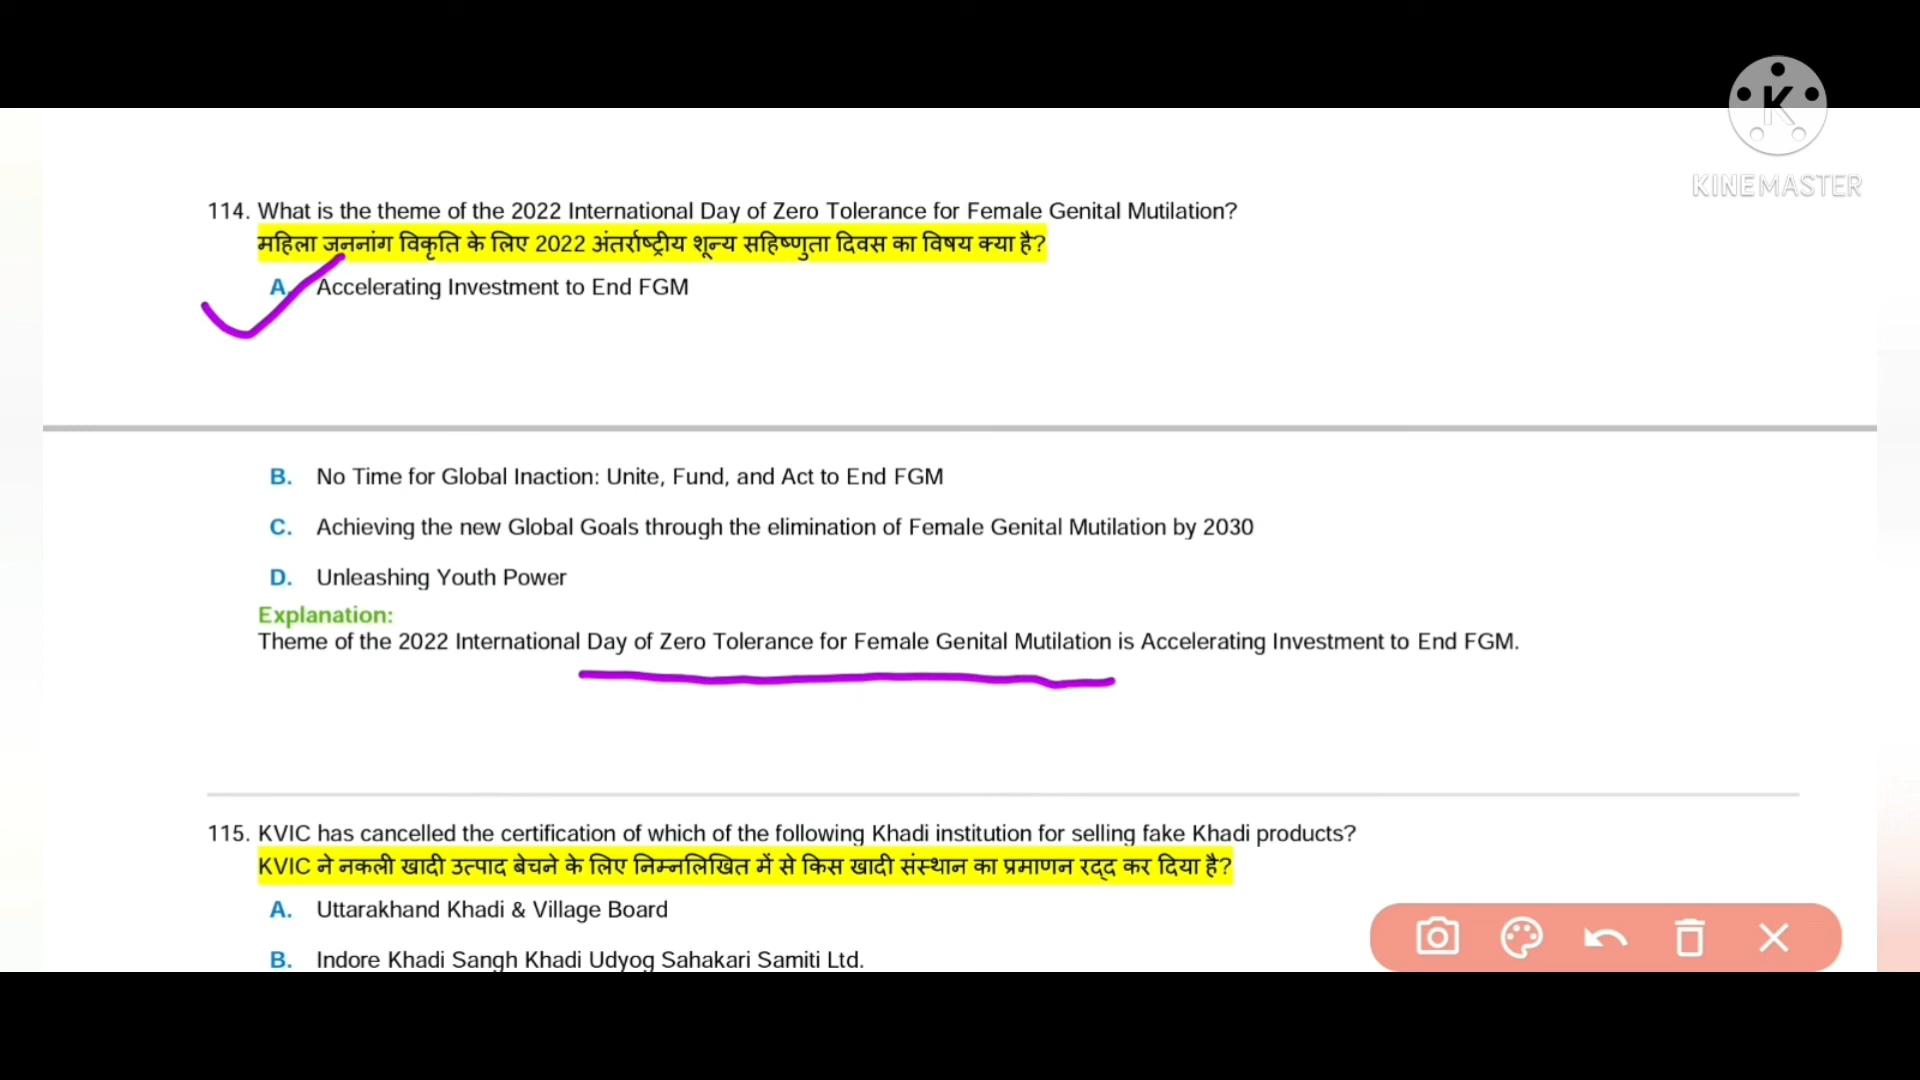 K
KINEMASTER
114. What is the theme of the 2022 International Day of Zero Tolerance for Female Genital Mutilation?
महिला जननांग विकृति के लिए 2022 अंतर्राष्ट्रीय शून्य सहिष्णुता दिवस का विषय क्या है?
A. Accelerating Investment to End FGM
B. No Time for Global Inaction: Unite, Fund, and Act to End FGM
C. Achieving the new Global Goals through the elimination of Female Genital Mutilation by 2030
D. Unleashing Youth Power
Explanation:
Theme of the 2022 International Day of Zero Tolerance for Female Genital Mutilation is Accelerating Investment to End FGM.
115. KVIC has cancelled the certification of which of the following Khadi institution for selling fake Khadi products?
KVIC ने नकली खादी उत्पाद बेचने के लिए निम्नलिखित में से किस खादी संस्थान का प्रमाणन रद्द कर दिया है?
A. Uttarakhand Khadi & Village Board
B. Indore Khadi Sangh Khadi Udyog Sahakari Samiti Ltd.